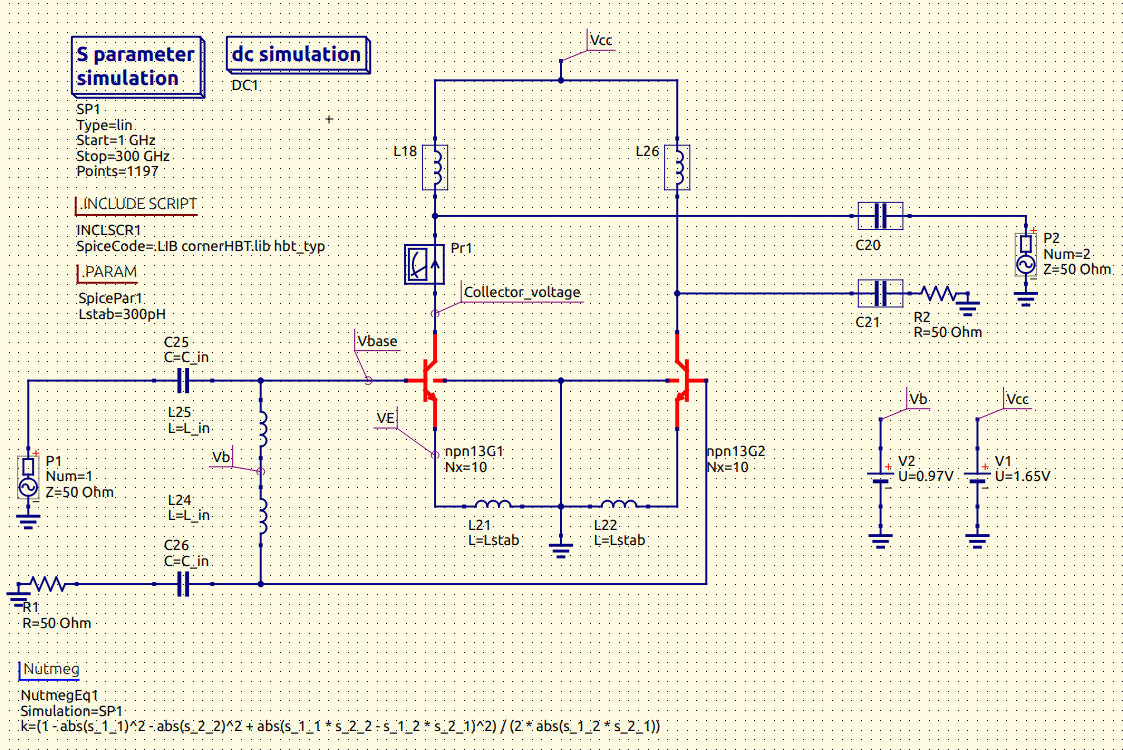 S parameter
simulation
dc simulation
DC1
SP1
Type=lin
Start=1 GHz
Stop=300 GHz
Points=1197
.INCLUDE SCRIPT
INCLSCR1
SpiceCode=.LIB cornerHBT.lib hbt_typ
.PARAM
SpicePar1
Lstab=300pH
Vcc
L18
L26
Pr1
C20
P2
Num=2
Z=50 Ohm
Collector_voltage
C21
R2
R=50 Ohm
C25
C=C_in
Vbase
L25
L=L_in
VE
Vb
P1
Num=1
Z=50 Ohm
L24
L=L_in
C26
C=C_in
R1
R=50 Ohm
npn13G1
Nx=10
npn13G2
Nx=10
L21
L=Lstab
L22
L=Lstab
Vb
V2
U=0.97V
Vcc
V1
U=1.65V
Nutmeg
NutmegEq1
Simulation=SP1
k=(1 - abs(s_1_1)^2 - abs(s_2_2)^2 + abs(s_1_1 * s_2_2 - s_1_2 * s_2_1)^2) / (2 * abs(s_1_2 * s_2_1))